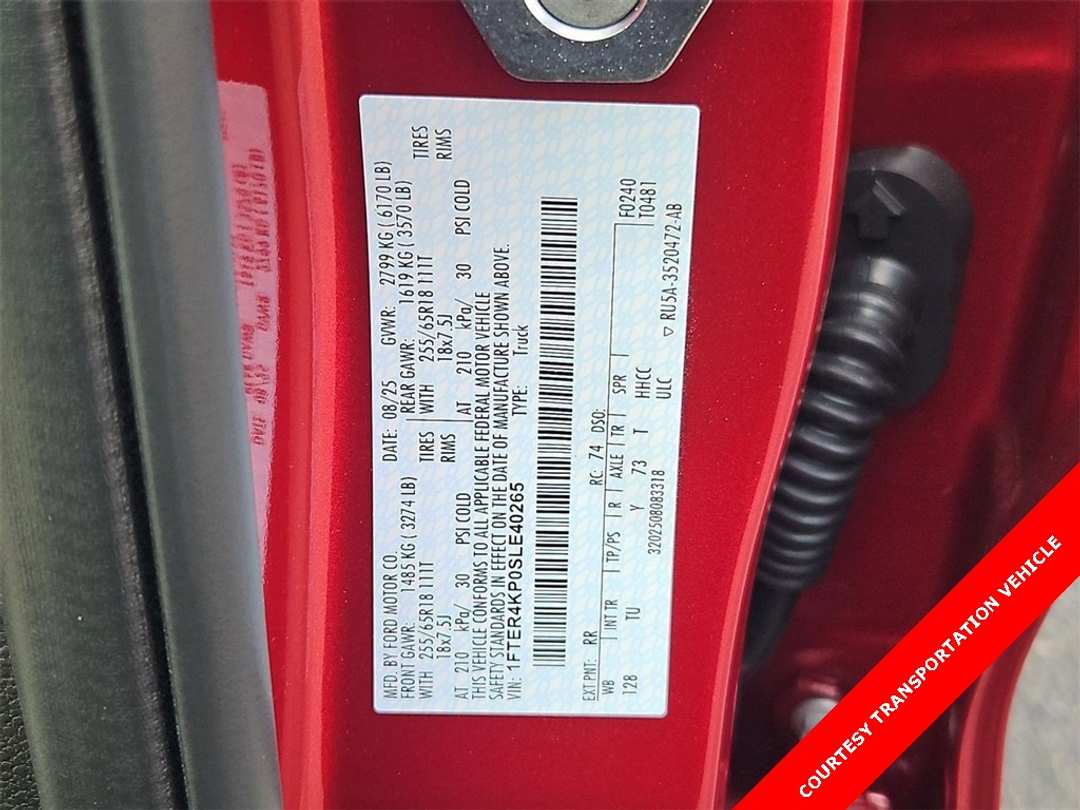 MFD BY FORD MOTOR CO. DATE: 08/25 GVWR: 2799 KG ( 6170 LB)
FRONT GAWR: 1485 KG ( 3274 LB) REAR GAWR: 1619 KG ( 3570 LB)
WITH 255/65R18 111T TIRES WITH 255/65R18 111T TIRES
18x7.5J RIMS 18x7.5J RIMS
AT 210 kPa/ 30 PSI COLD AT 210 kPa/ 30 PSI COLD
THIS VEHICLE CONFORMS TO ALL APPLICABLE FEDERAL MOTOR VEHICLE
SAFETY STANDARDS IN EFFECT ON THE DATE OF MANUFACTURE SHOWN ABOVE.
VIN: 1FTER4KP0SLE40265 TYPE: Truck
EXT PNT: RR RC: 74 DSO: F0240
WB INT TR TP/PS R AXLE TR SPR T0481
128 TU Y 73 T HHCC
ULC
3202508083318 RU5A-3520472-AB
COURTESY TRANSPORTATION VEHICLE